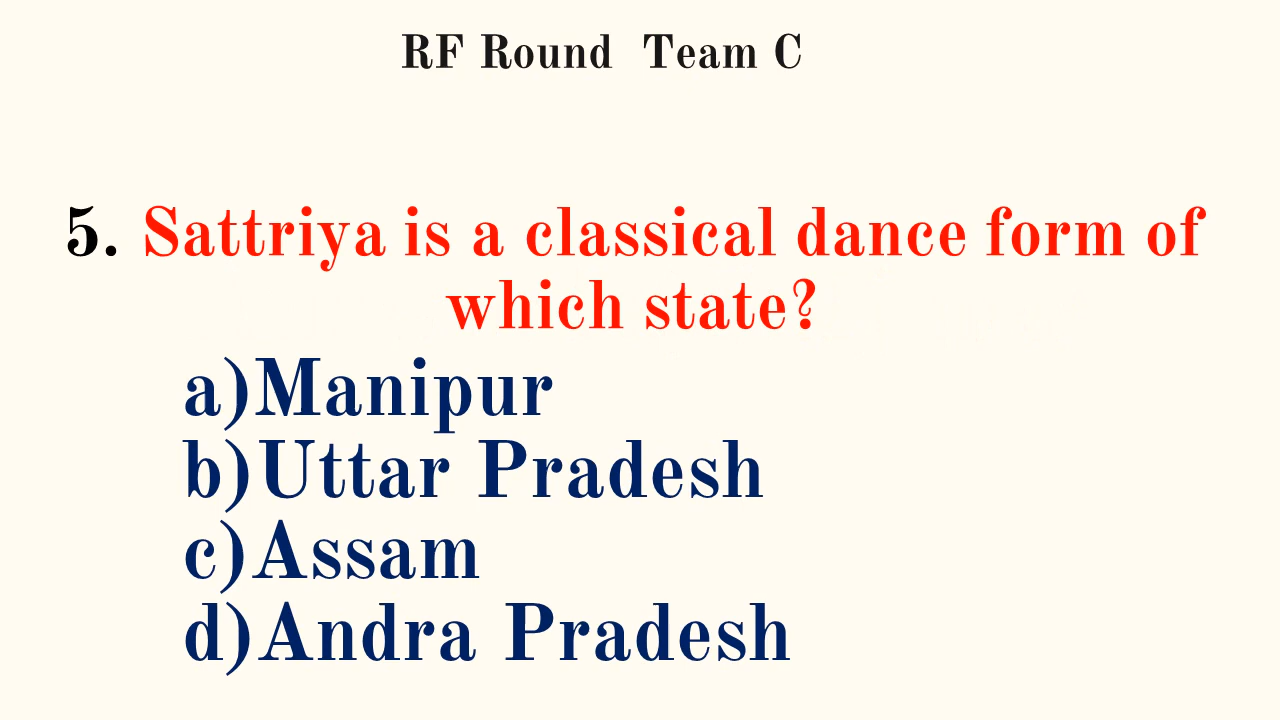 RF Round Team C
5. Sattriya is a classical dance form of
which state?
a)Manipur
b)Uttar Pradesh
c)Assam
d)Andra Pradesh